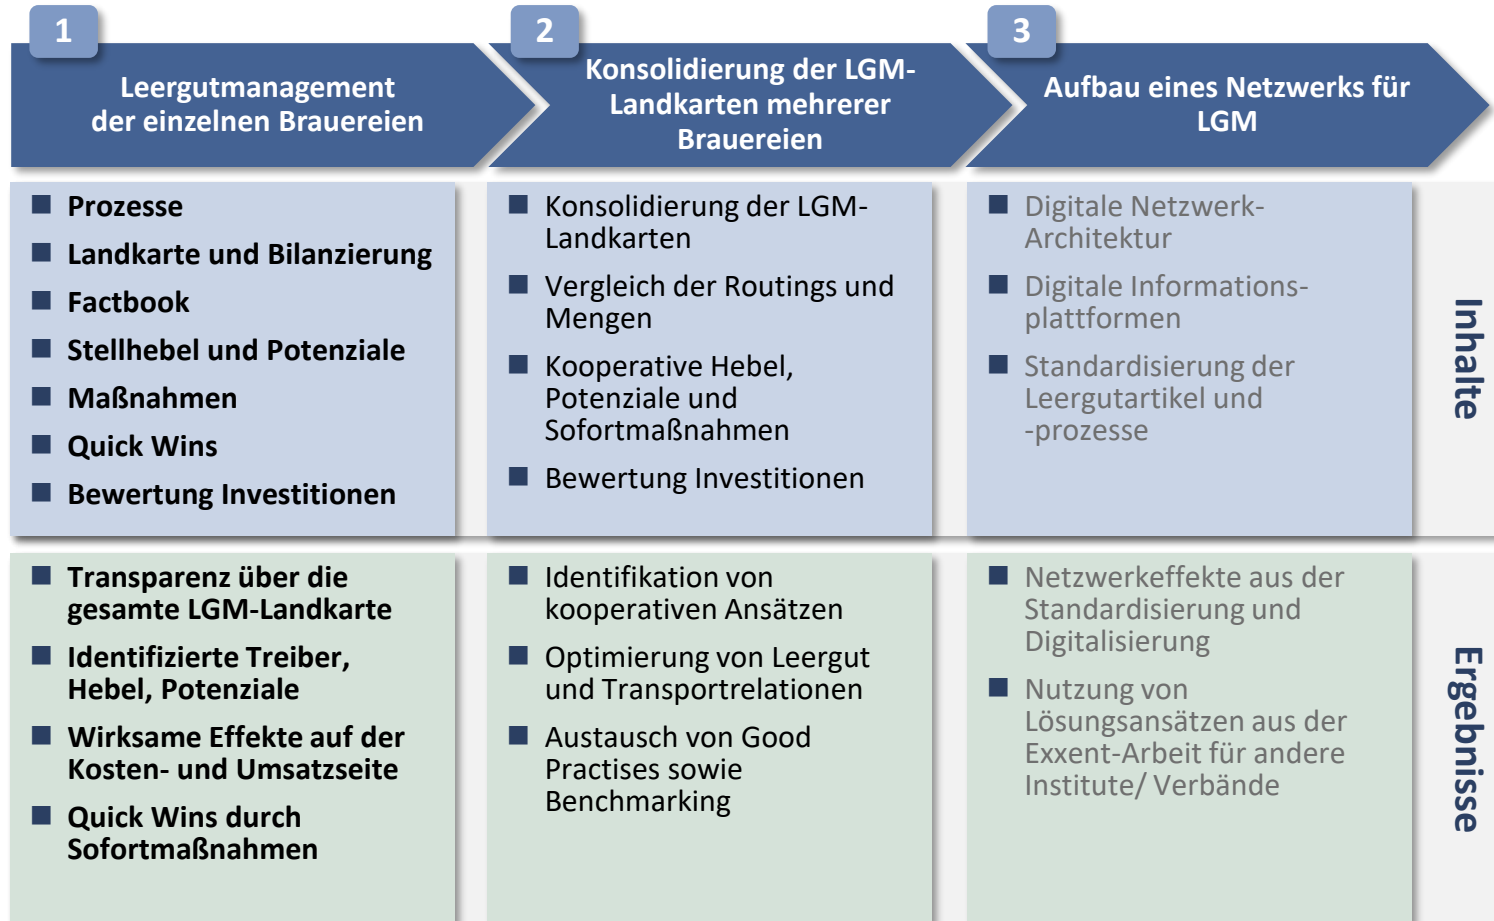 1
Leergutmanagement
der einzelnen Brauereien
2
Konsolidierung der LGM-
Landkarten mehrerer
Brauereien
3
Aufbau eines Netzwerks für
LGM
Prozesse
Landkarte und Bilanzierung
Factbook
Stellhebel und Potenziale
Maßnahmen
Quick Wins
Bewertung Investitionen
Konsolidierung der LGM-
Landkarten
Vergleich der Routings und
Mengen
Kooperative Hebel,
Potenziale und
Sofortmaßnahmen
Bewertung Investitionen
Digitale Netzwerk-
Architektur
Digitale Informations-
plattformen
Standardisierung der
Leergutartikel und
-prozesse
Inhalte
Transparenz über die
gesamte LGM-Landkarte
Identifizierte Treiber,
Hebel, Potenziale
Wirksame Effekte auf der
Kosten- und Umsatzseite
Quick Wins durch
Sofortmaßnahmen
Identifikation von
kooperativen Ansätzen
Optimierung von Leergut
und Transportrelationen
Austausch von Good
Practises sowie
Benchmarking
Netzwerkeffekte aus der
Standardisierung und
Digitalisierung
Nutzung von
Lösungsansätzen aus der
Exxent-Arbeit für andere
Institute/ Verbände
Ergebnisse